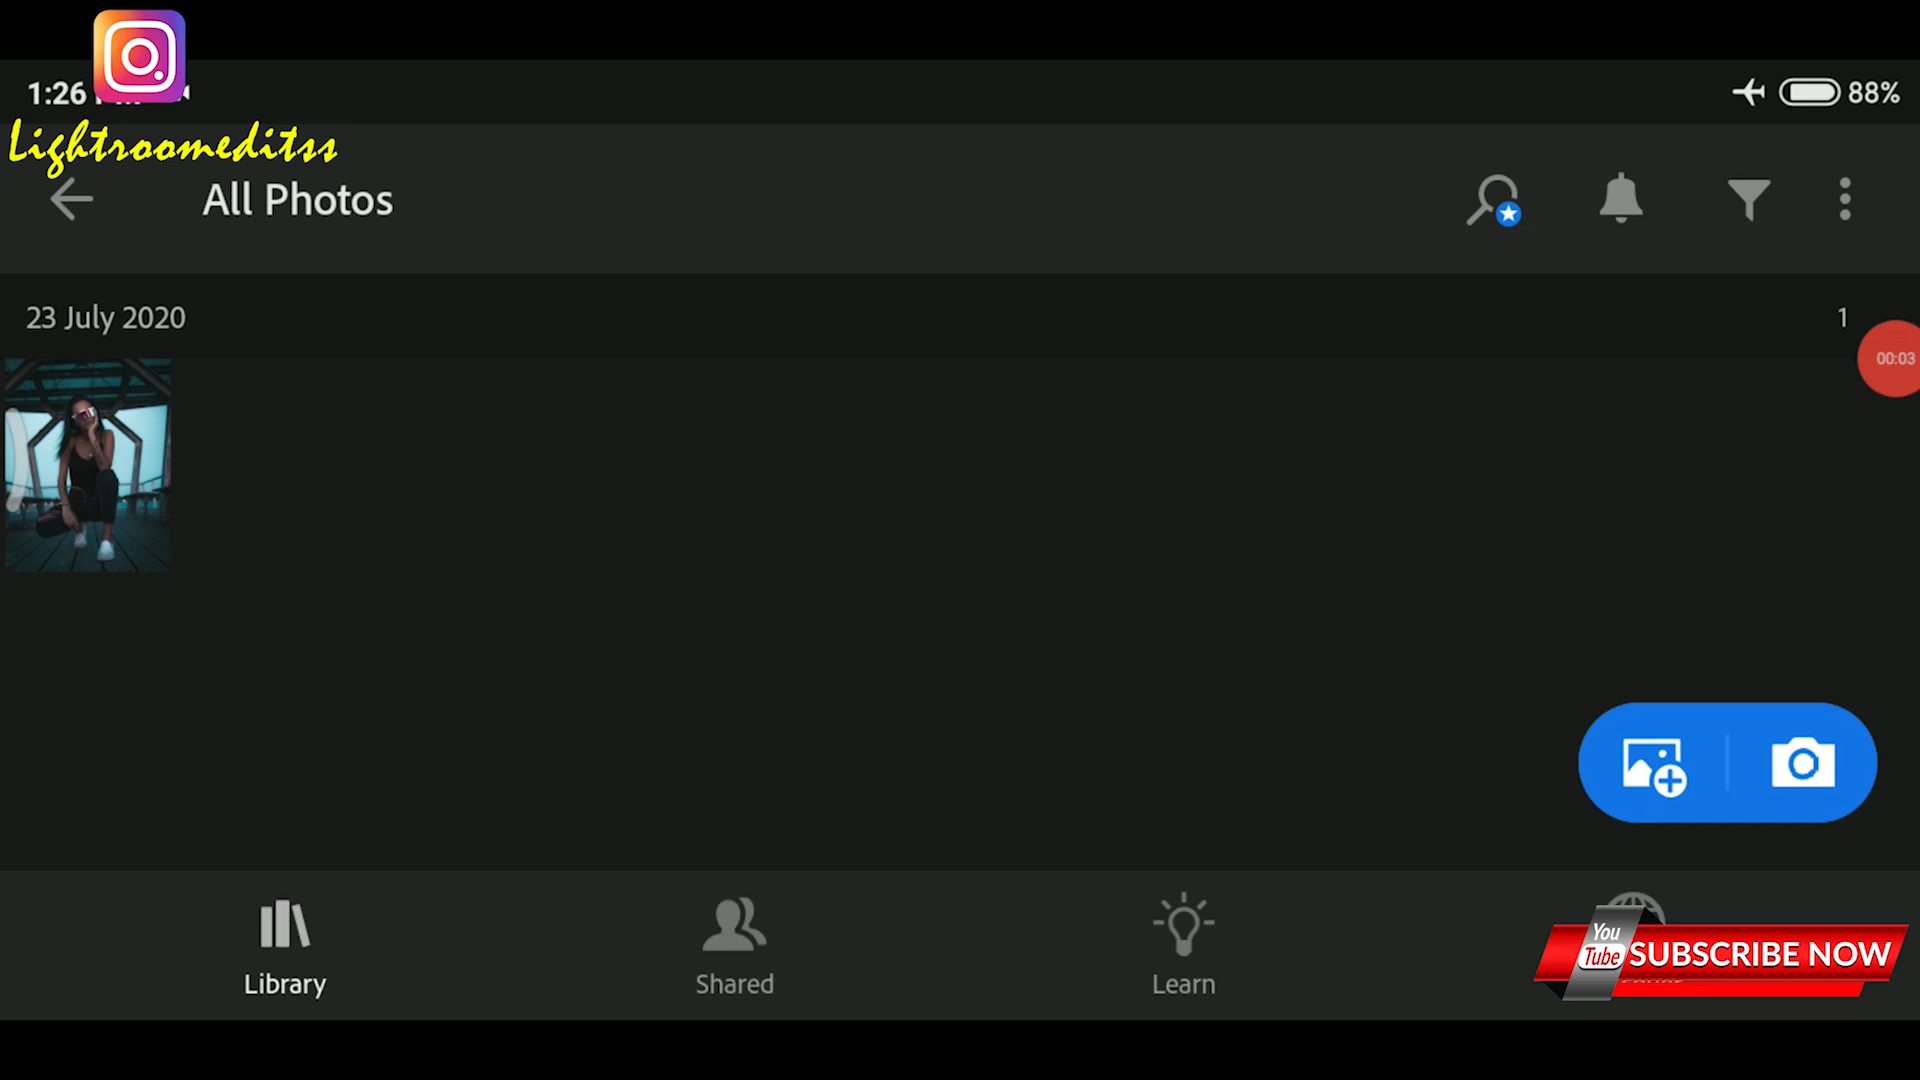 1:26
88%
Lightroomeditss
All Photos
23 July 2020
1
00:03
Library
Shared
Learn
You
Tube
SUBSCRIBE NOW